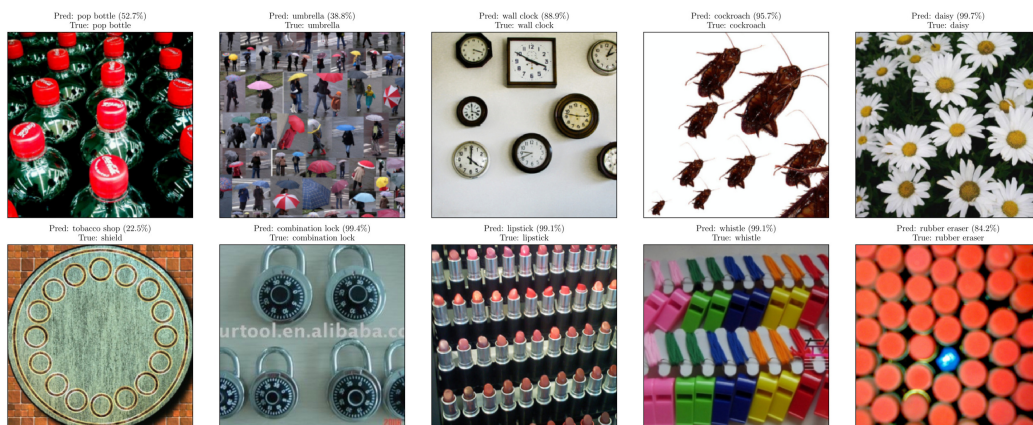 Pred: pop bottle (52.7%)
True: pop bottle
Pred: umbrella (38.8%)
True: umbrella
Pred: wall clock (88.9%)
True: wall clock
Pred: cockroach (95.7%)
True: cockroach
Pred: daisy (99.7%)
True: daisy
Pred: tobacco shop (22.5%)
True: shield
Pred: combination lock (99.4%)
True: combination lock
Pred: lipstick (99.1%)
True: lipstick
Pred: whistle (99.1%)
True: whistle
Pred: rubber eraser (84.2%)
True: rubber eraser
urtool.en.alibaba.co